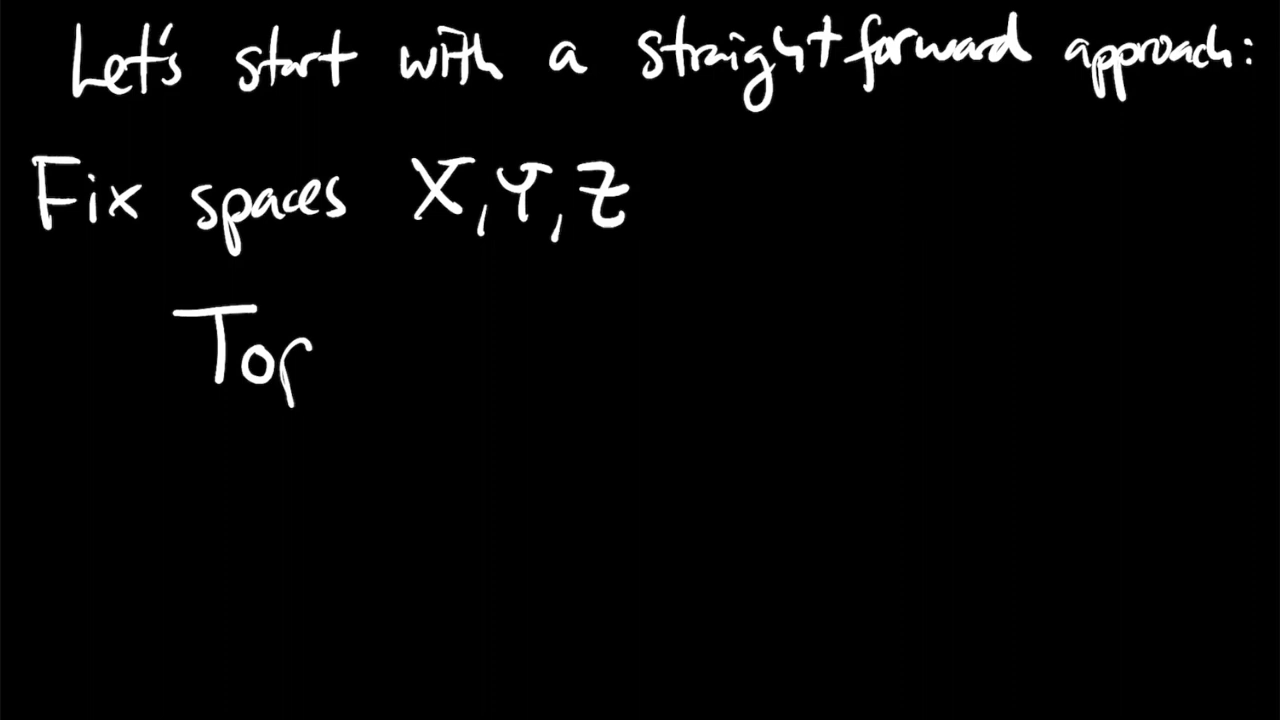 Let's start with a straightforward approach:
Fix spaces X, Y, Z
Top